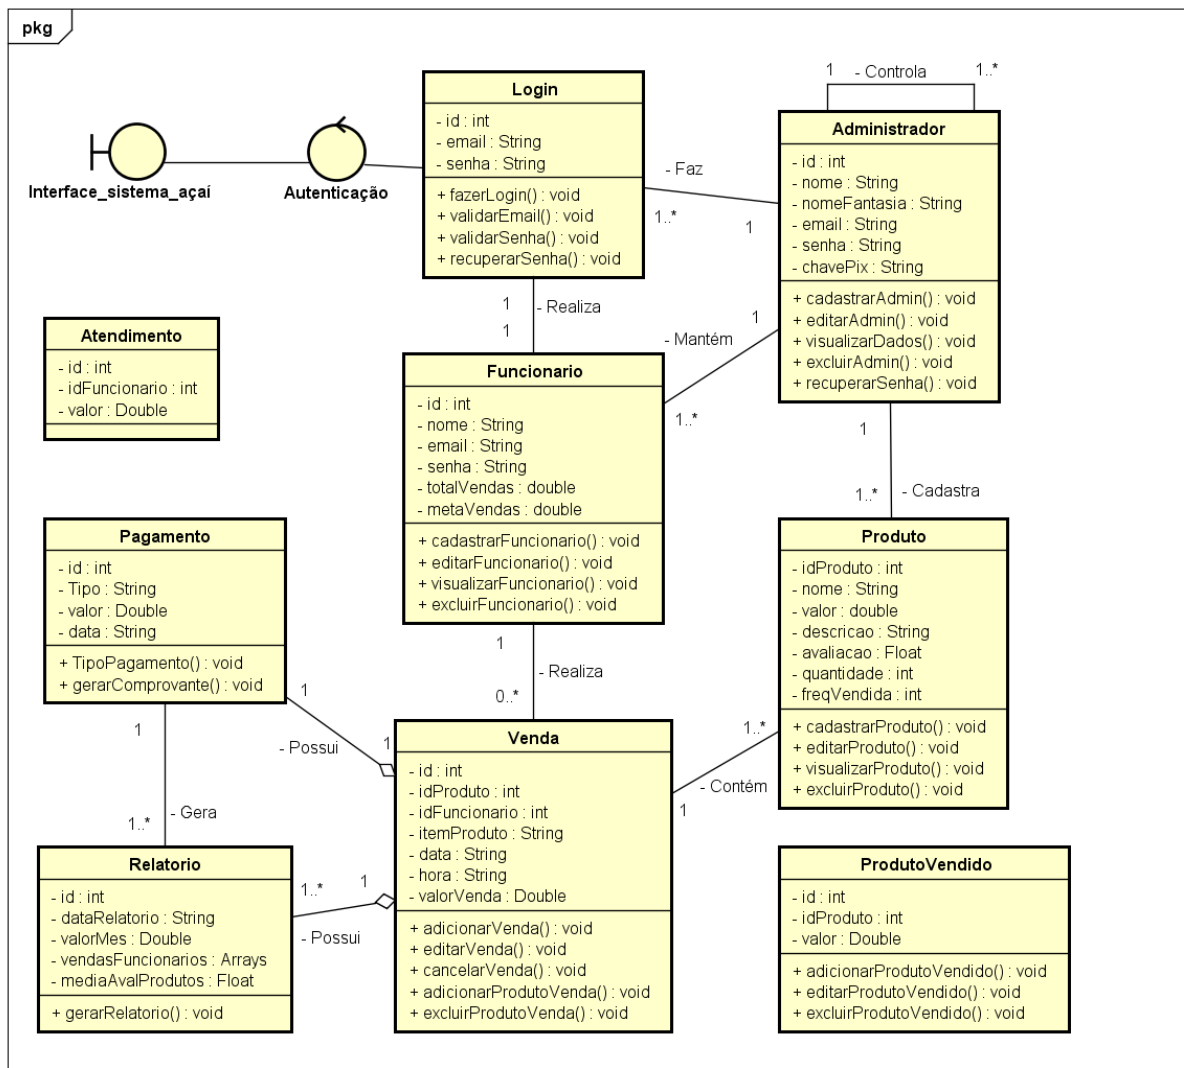 pkg
Interface_sistema_açaí
Autenticação
Login
- id : int
- email : String
- senha : String
+ fazerLogin() : void
+ validarEmail() : void
+ validarSenha() : void
+ recuperarSenha() : void
1
- Controla
1..*
Administrador
- id : int
- nome : String
- nomeFantasia : String
- email : String
- senha : String
- chavePix : String
+ cadastrarAdmin() : void
+ editarAdmin() : void
+ visualizarDados() : void
+ excluirAdmin() : void
+ recuperarSenha() : void
- Faz
1..*
1
1
- Realiza
1
1
- Mantém
1..*
Atendimento
- id : int
- idFuncionario : int
- valor : Double
Funcionario
- id : int
- nome : String
- email : String
- senha : String
- totalVendas : double
- metaVendas : double
+ cadastrarFuncionario() : void
+ editarFuncionario() : void
+ visualizarFuncionario() : void
+ excluirFuncionario() : void
1
1..*
- Cadastra
Pagamento
- id : int
- Tipo : String
- valor : Double
- data : String
+ TipoPagamento() : void
+ gerarComprovante() : void
Produto
- idProduto : int
- nome : String
- valor : double
- descricao : String
- avaliacao : Float
- quantidade : int
- freqVendida : int
+ cadastrarProduto() : void
+ editarProduto() : void
+ visualizarProduto() : void
+ excluirProduto() : void
1
- Realiza
0..*
1
- Possui
1
1
- Gera
1..*
1..*
- Contém
1
Venda
- id : int
- idProduto : int
- idFuncionario : int
- itemProduto : String
- data : String
- hora : String
- valorVenda : Double
+ adicionarVenda() : void
+ editarVenda() : void
+ cancelarVenda() : void
+ adicionarProdutoVenda() : void
+ excluirProdutoVenda() : void
Relatorio
- id : int
- dataRelatorio : String
- valorMes : Double
- vendasFuncionarios : Arrays
- mediaAvalProdutos : Float
+ gerarRelatorio() : void
1..*
1
- Possui
ProdutoVendido
- id : int
- idProduto : int
- valor : Double
+ adicionarProdutoVendido() : void
+ editarProdutoVendido() : void
+ excluirProdutoVendido() : void